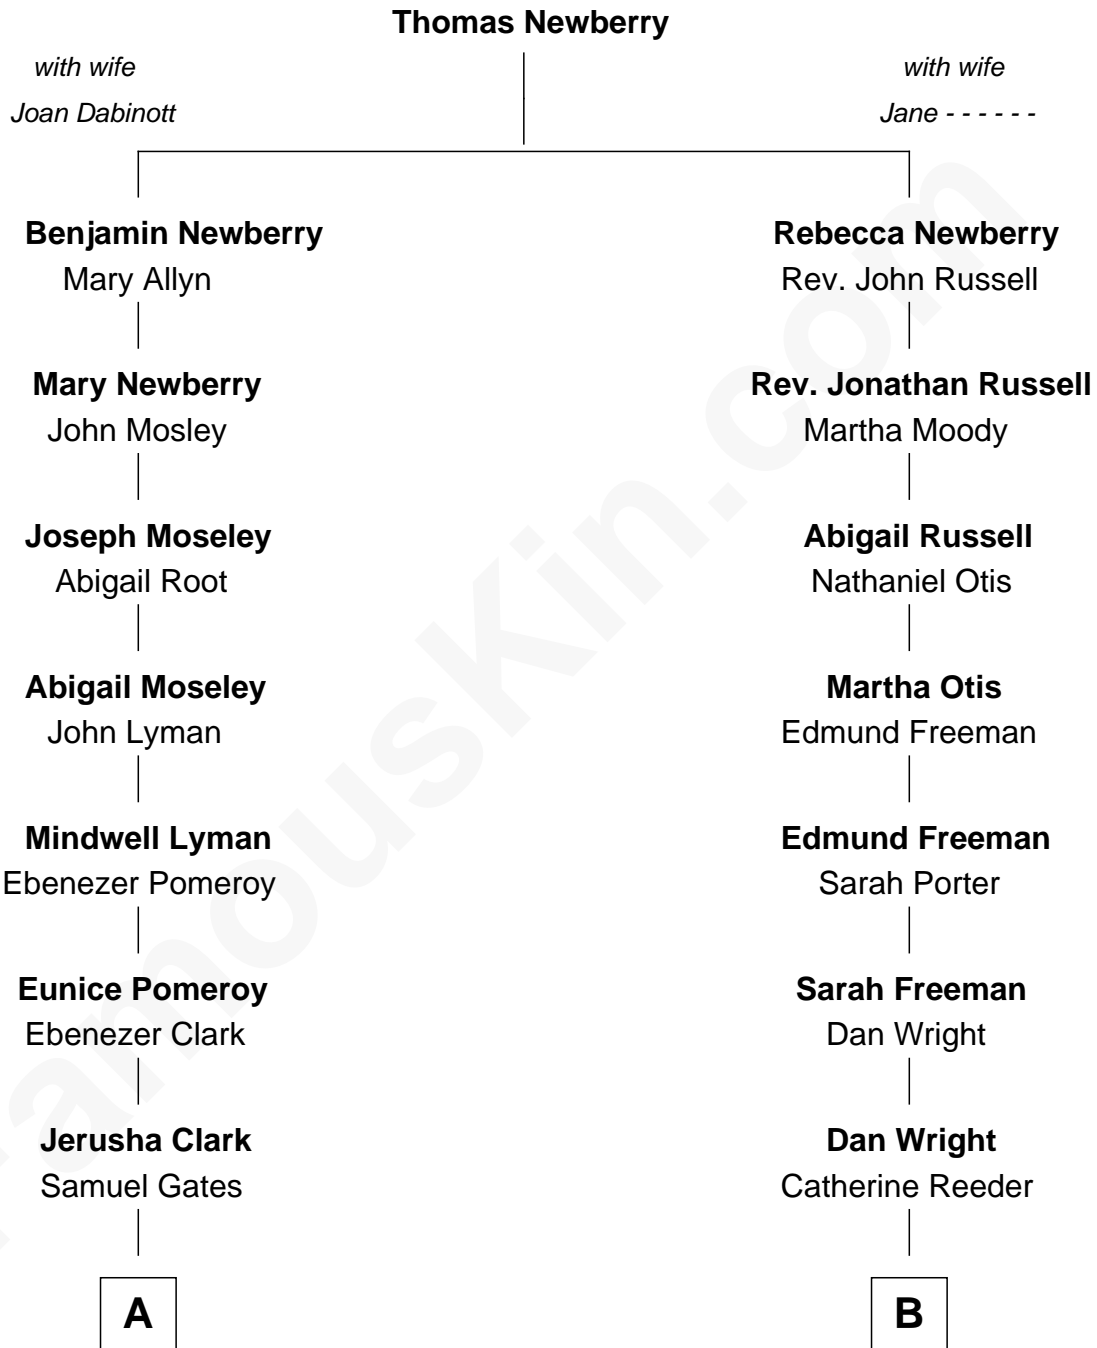 Thomas Newberry
with wife
Joan Dabinott
with wife
Jane - - - - - -
Benjamin Newberry
Mary Allyn
Rebecca Newberry
Rev. John Russell
Mary Newberry
John Mosley
Rev. Jonathan Russell
Martha Moody
Joseph Moseley
Abigail Root
Abigail Russell
Nathaniel Otis
Abigail Moseley
John Lyman
Martha Otis
Edmund Freeman
Mindwell Lyman
Ebenezer Pomeroy
Edmund Freeman
Sarah Porter
Eunice Pomeroy
Ebenezer Clark
Sarah Freeman
Dan Wright
Jerusha Clark
Samuel Gates
Dan Wright
Catherine Reeder
A
B
FamousKin.com